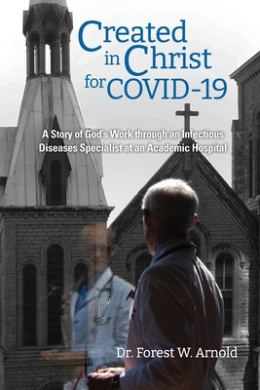 Created
in Christ
for COVID-19
A Story of God's Work through an Infectious
Diseases Specialist at an Academic Hospital
Dr. Forest W. Arnold